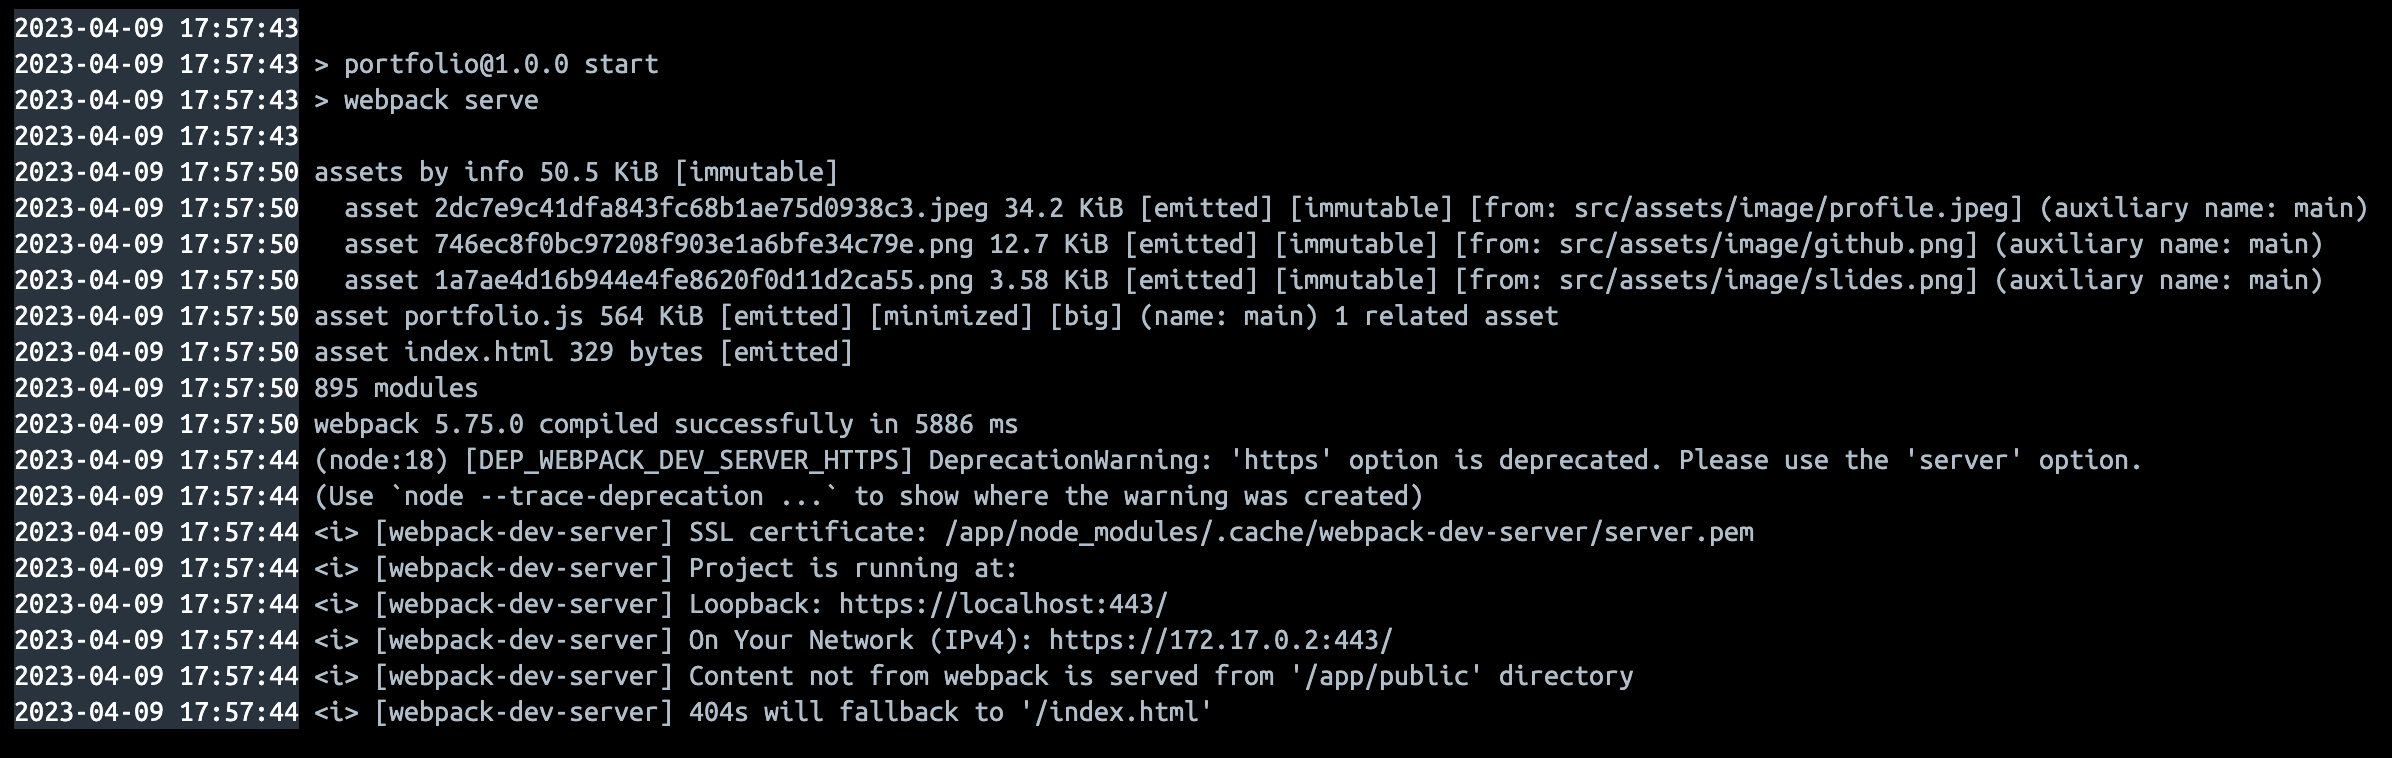 2023-04-09 17:57:43
2023-04-09 17:57:43 > portfolio@1.0.0 start
2023-04-09 17:57:43 > webpack serve
2023-04-09 17:57:43
2023-04-09 17:57:50 assets by info 50.5 KiB [immutable]
2023-04-09 17:57:50   asset 2dc7e9c41dfa843fc68b1ae75d0938c3.jpeg 34.2 KiB [emitted] [immutable] [from: src/assets/image/profile.jpeg] (auxiliary name: main)
2023-04-09 17:57:50   asset 746ec8f0bc97208f903e1a6bfe34c79e.png 12.7 KiB [emitted] [immutable] [from: src/assets/image/github.png] (auxiliary name: main)
2023-04-09 17:57:50   asset 1a7ae4d16b944e4fe8620f0d11d2ca55.png 3.58 KiB [emitted] [immutable] [from: src/assets/image/slides.png] (auxiliary name: main)
2023-04-09 17:57:50 asset portfolio.js 564 KiB [emitted] [minimized] [big] (name: main) 1 related asset
2023-04-09 17:57:50 asset index.html 329 bytes [emitted]
2023-04-09 17:57:50 895 modules
2023-04-09 17:57:50 webpack 5.75.0 compiled successfully in 5886 ms
2023-04-09 17:57:44 (node:18) [DEP_WEBPACK_DEV_SERVER_HTTPS] DeprecationWarning: 'https' option is deprecated. Please use the 'server' option.
2023-04-09 17:57:44 (Use `node --trace-deprecation ...` to show where the warning was created)
2023-04-09 17:57:44 <i> [webpack-dev-server] SSL certificate: /app/node_modules/.cache/webpack-dev-server/server.pem
2023-04-09 17:57:44 <i> [webpack-dev-server] Project is running at:
2023-04-09 17:57:44 <i> [webpack-dev-server] Loopback: https://localhost:443/
2023-04-09 17:57:44 <i> [webpack-dev-server] On Your Network (IPv4): https://172.17.0.2:443/
2023-04-09 17:57:44 <i> [webpack-dev-server] Content not from webpack is served from '/app/public' directory
2023-04-09 17:57:44 <i> [webpack-dev-server] 404s will fallback to '/index.html'